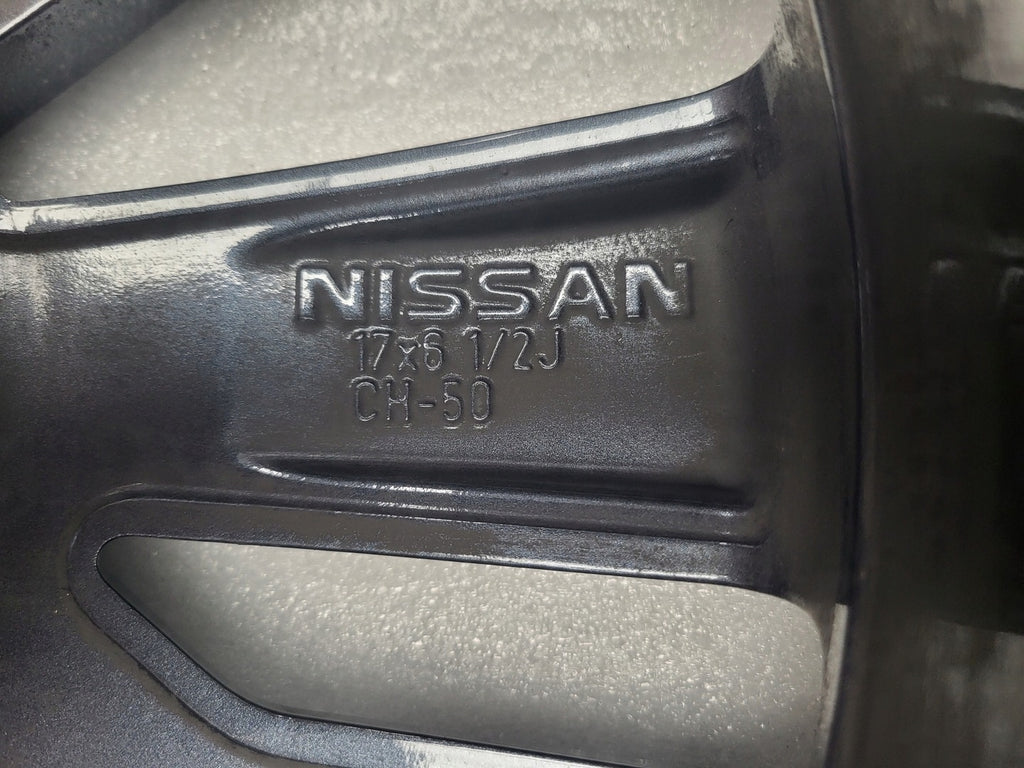 NISSAN
17x6 1/2J
CH-50